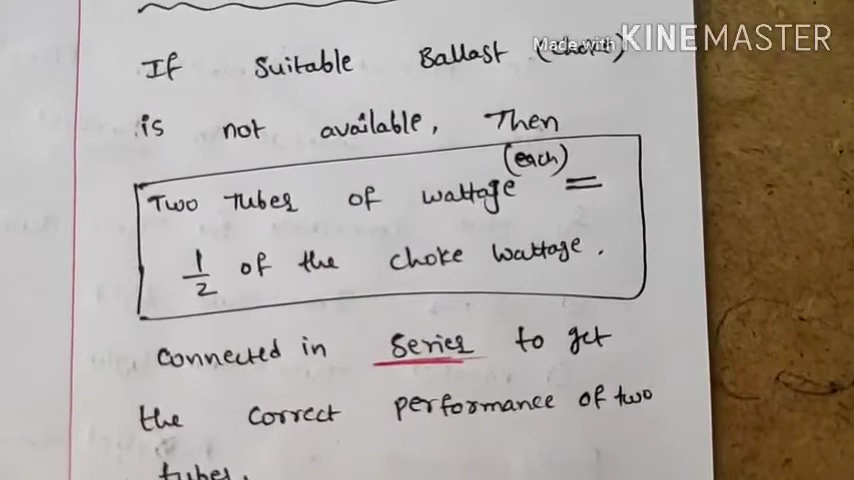 Made with KINEMASTER
If Suitable Ballast (choke)
is not available, Then
Two Tubes of wattage (each) =
1/2 of the choke wattage.
connected in Series to get
the correct performance of two
tubes.